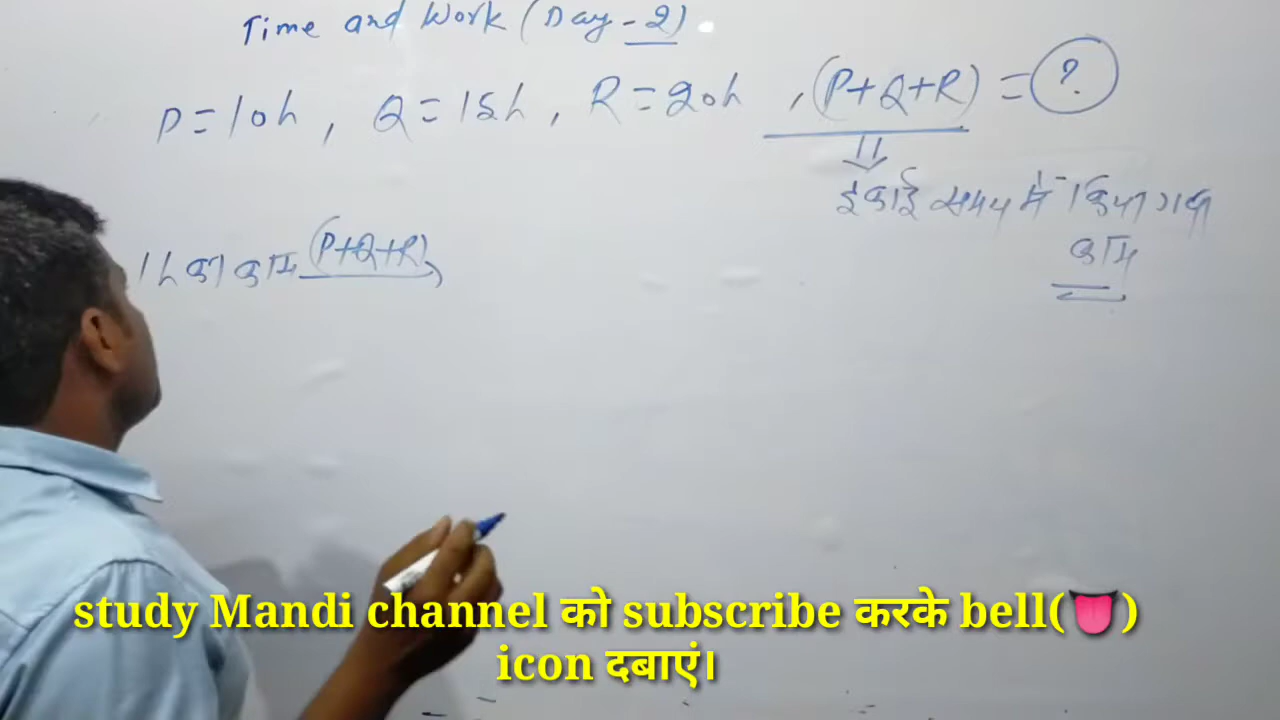 Time and Work (Day - 2)
P=10h, Q=15h, R=20h, (P+Q+R) = ?
⇓
इकाई समय में किया गया
काम
1h का काम (P+Q+R)
study Mandi channel को subscribe करके bell(👅)
icon दबाएं।